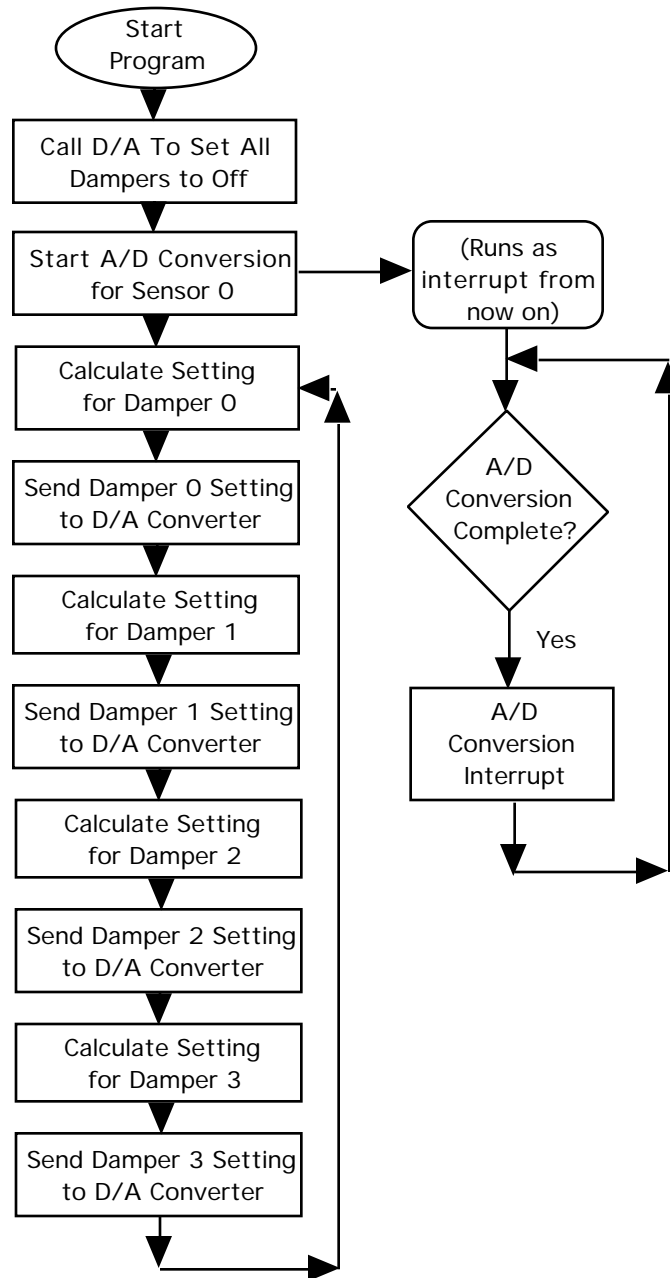 Start
Program
Call D/A To Set All
Dampers to Off
Start A/D Conversion
for Sensor 0
(Runs as
interrupt from
now on)
Calculate Setting
for Damper 0
Send Damper 0 Setting
to D/A Converter
Calculate Setting
for Damper 1
Send Damper 1 Setting
to D/A Converter
Calculate Setting
for Damper 2
Send Damper 2 Setting
to D/A Converter
Calculate Setting
for Damper 3
Send Damper 3 Setting
to D/A Converter
A/D
Conversion
Complete?
Yes
A/D
Conversion
Interrupt